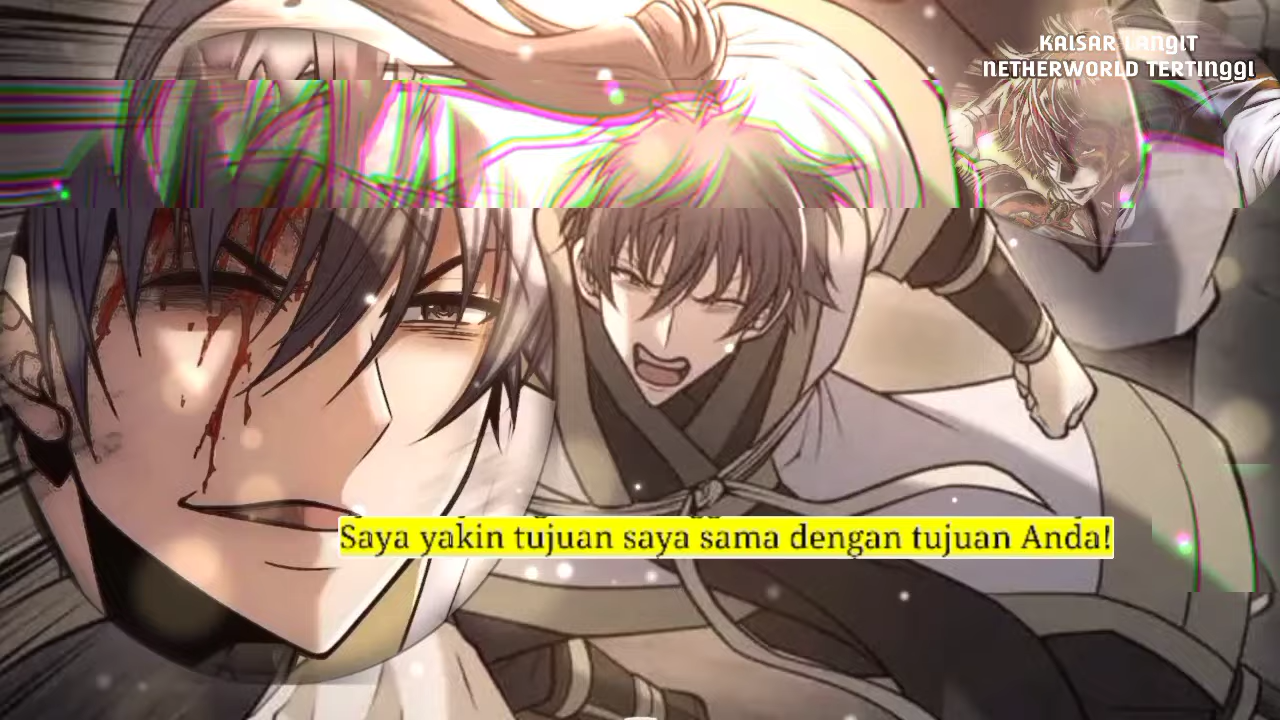 KAISAR LANGIT
NETHERWORLD TERTINGGI
Saya yakin tujuan saya sama dengan tujuan Anda!